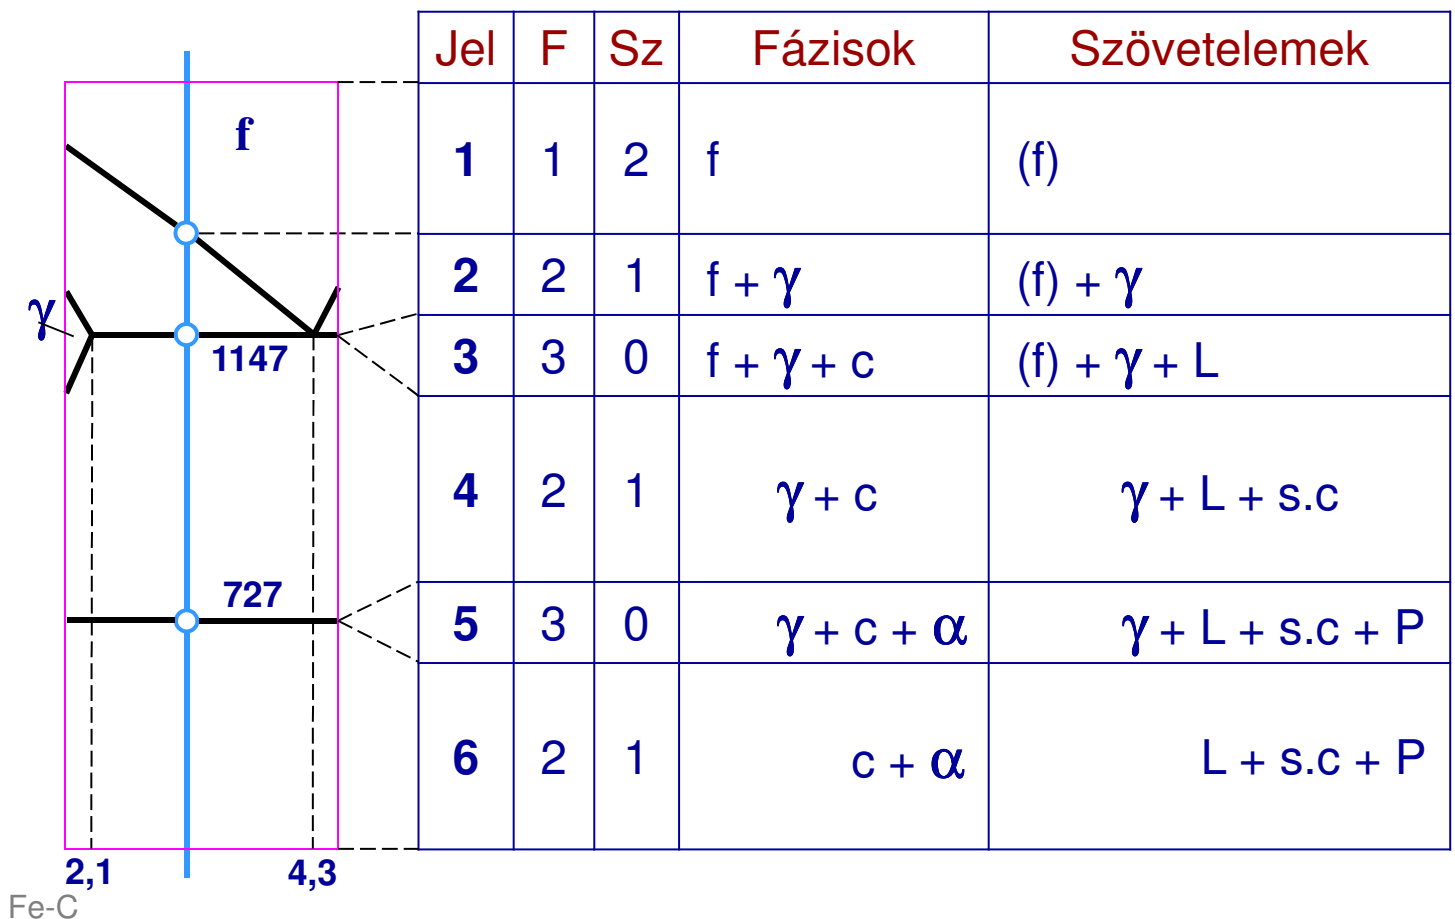 Jel F Sz Fázisok Szövetelemek
f
1 1 2 f (f)
2 2 1 f + γ (f) + γ
γ
1147
3 3 0 f + γ + c (f) + γ + L
4 2 1 γ + c γ + L + s.c
727
5 3 0 γ + c + α γ + L + s.c + P
6 2 1 c + α L + s.c + P
2,1 4,3
Fe-C